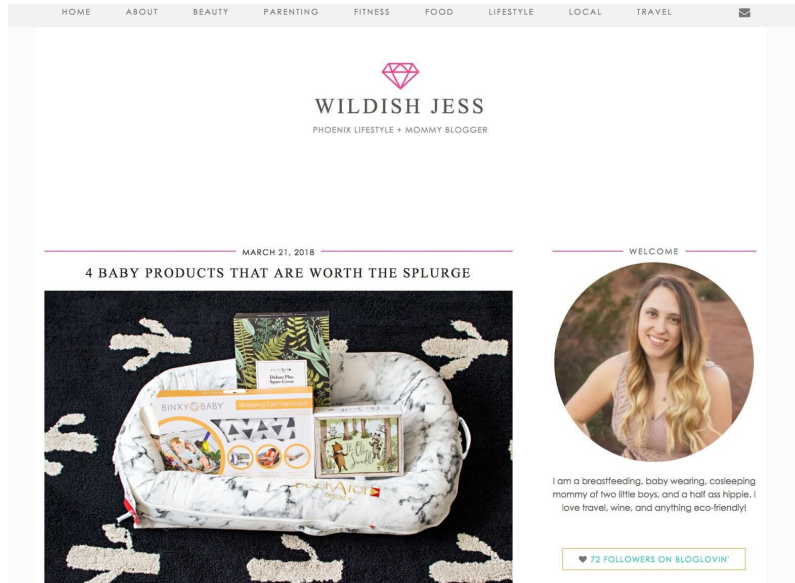 HOME ABOUT BEAUTY PARENTING FITNESS FOOD LIFESTYLE LOCAL TRAVEL
WILDISH JESS
PHOENIX LIFESTYLE + MOMMY BLOGGER
MARCH 21, 2018
4 BABY PRODUCTS THAT ARE WORTH THE SPLURGE
Deluxe Plus
Spare Cover
BINXY BABY
Shopping Cart Hammock
DOCKATOT
WELCOME
I am a breastfeeding, baby wearing, cosleeping
mommy of two little boys, and a half ass hippie. I
love travel, wine, and anything eco-friendly!
72 FOLLOWERS ON BLOGLOVIN'